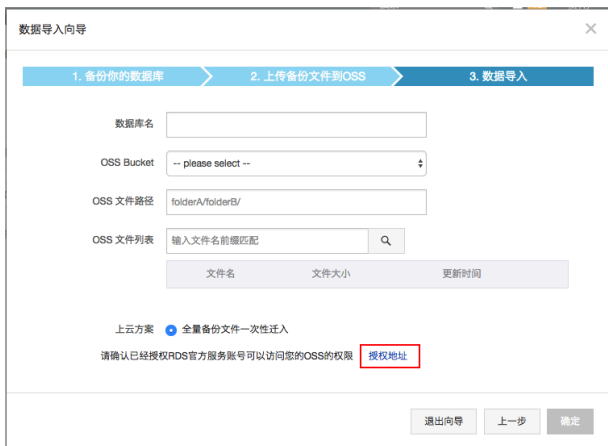 数据导入向导
1. 备份你的数据库
2. 上传备份文件到OSS
3. 数据导入
数据库名
OSS Bucket
-- please select --
OSS 文件路径
folderA/folderB/
OSS 文件列表
输入文件名前缀匹配
文件名 文件大小 更新时间
上云方案 全量备份文件一次性迁入
请确认已经授权RDS官方服务账号可以访问您的OSS的权限 授权地址
退出向导 上一步 确定